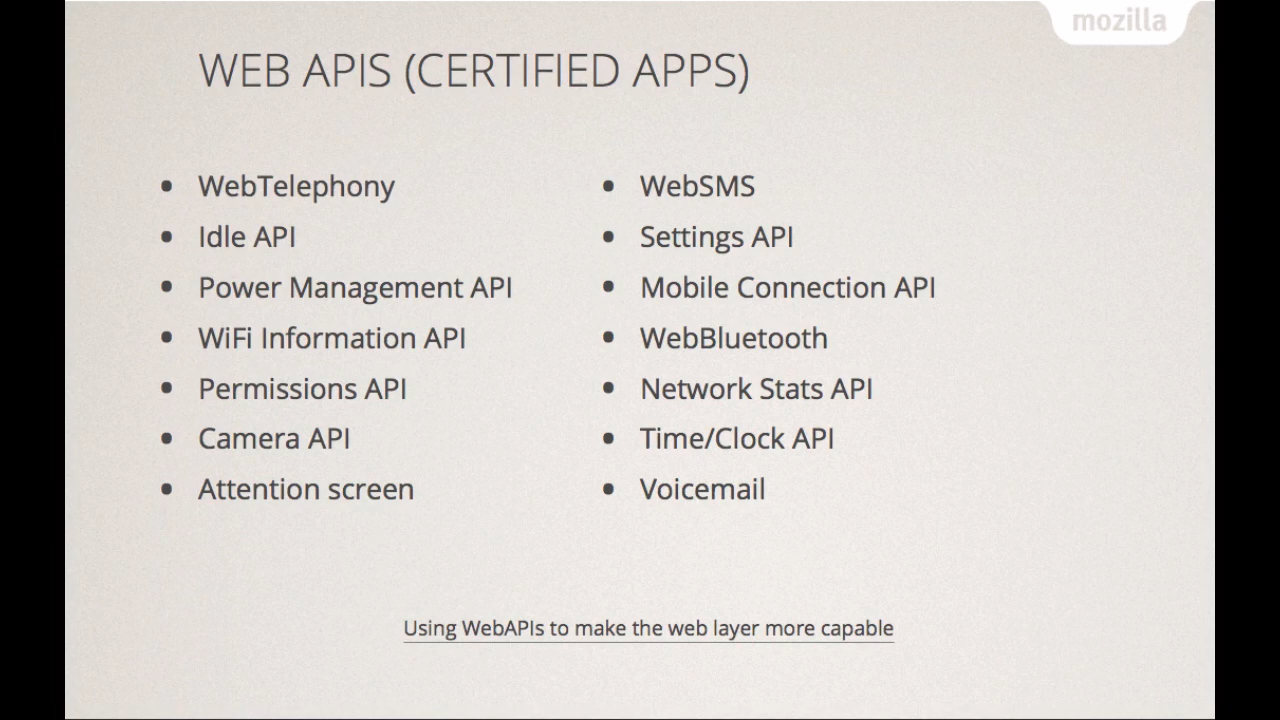 mozilla
WEB APIS (CERTIFIED APPS)
• WebTelephony
• Idle API
• Power Management API
• WiFi Information API
• Permissions API
• Camera API
• Attention screen
• WebSMS
• Settings API
• Mobile Connection API
• WebBluetooth
• Network Stats API
• Time/Clock API
• Voicemail
Using WebAPIs to make the web layer more capable